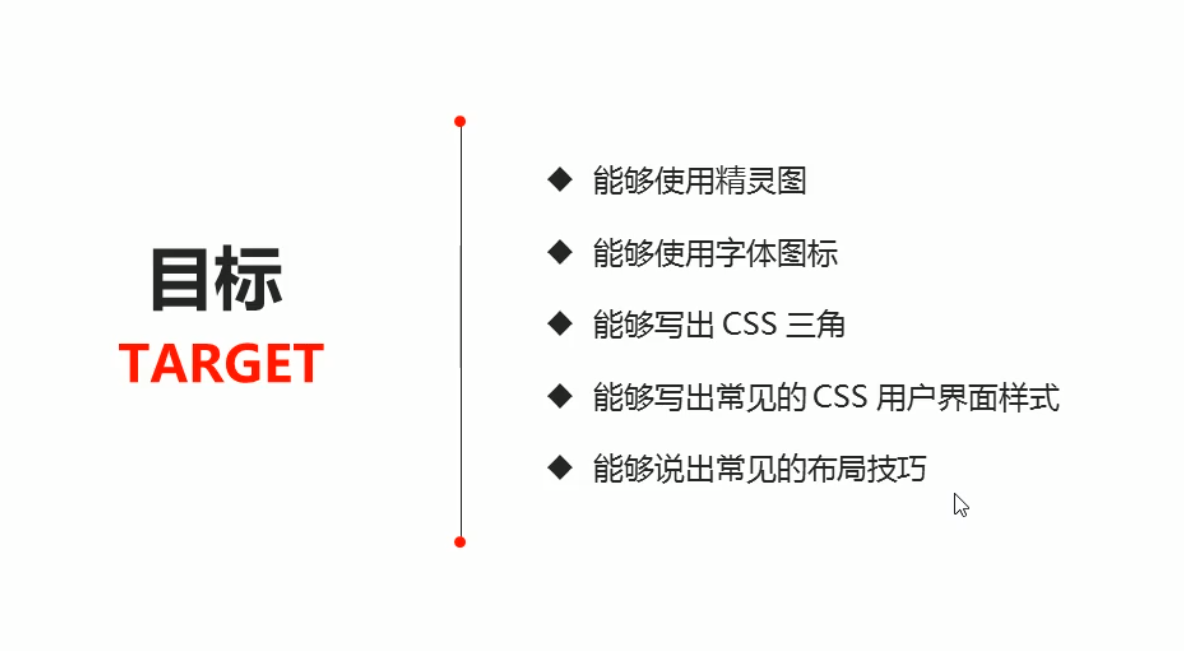 目标
TARGET
◆ 能够使用精灵图
◆ 能够使用字体图标
◆ 能够写出 CSS 三角
◆ 能够写出常见的 CSS 用户界面样式
◆ 能够说出常见的布局技巧